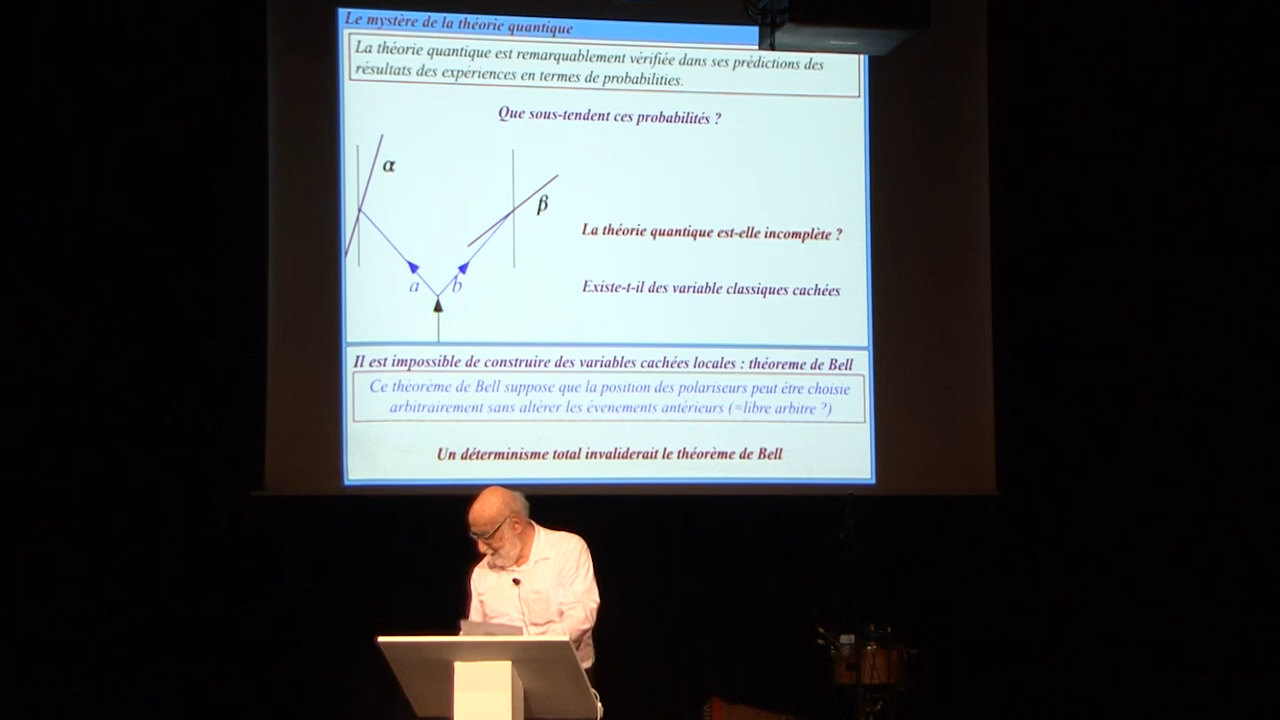 Le mystère de la théorie quantique
La théorie quantique est remarquablement vérifiée dans ses prédictions des
résultats des expériences en termes de probabilities.
Que sous-tendent ces probabilités ?
α
β
La théorie quantique est-elle incomplète ?
a b
Existe-t-il des variable classiques cachées
Il est impossible de construire des variables cachées locales : théoreme de Bell
Ce théorème de Bell suppose que la position des polariseurs peut être choisie
arbitrairement sans altérer les évenements antérieurs (=libre arbitre ?)
Un déterminisme total invaliderait le théorème de Bell